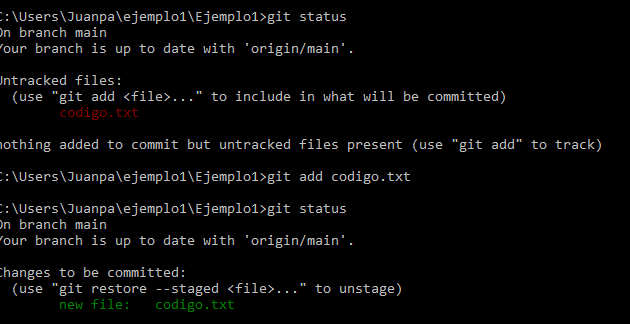 C:\Users\Juanpa\ejemplo1\Ejemplo1>git status
On branch main
Your branch is up to date with 'origin/main'.
Untracked files:
(use "git add <file>..." to include in what will be committed)
codigo.txt
nothing added to commit but untracked files present (use "git add" to track)
C:\Users\Juanpa\ejemplo1\Ejemplo1>git add codigo.txt
C:\Users\Juanpa\ejemplo1\Ejemplo1>git status
On branch main
Your branch is up to date with 'origin/main'.
Changes to be committed:
(use "git restore --staged <file>..." to unstage)
new file:   codigo.txt